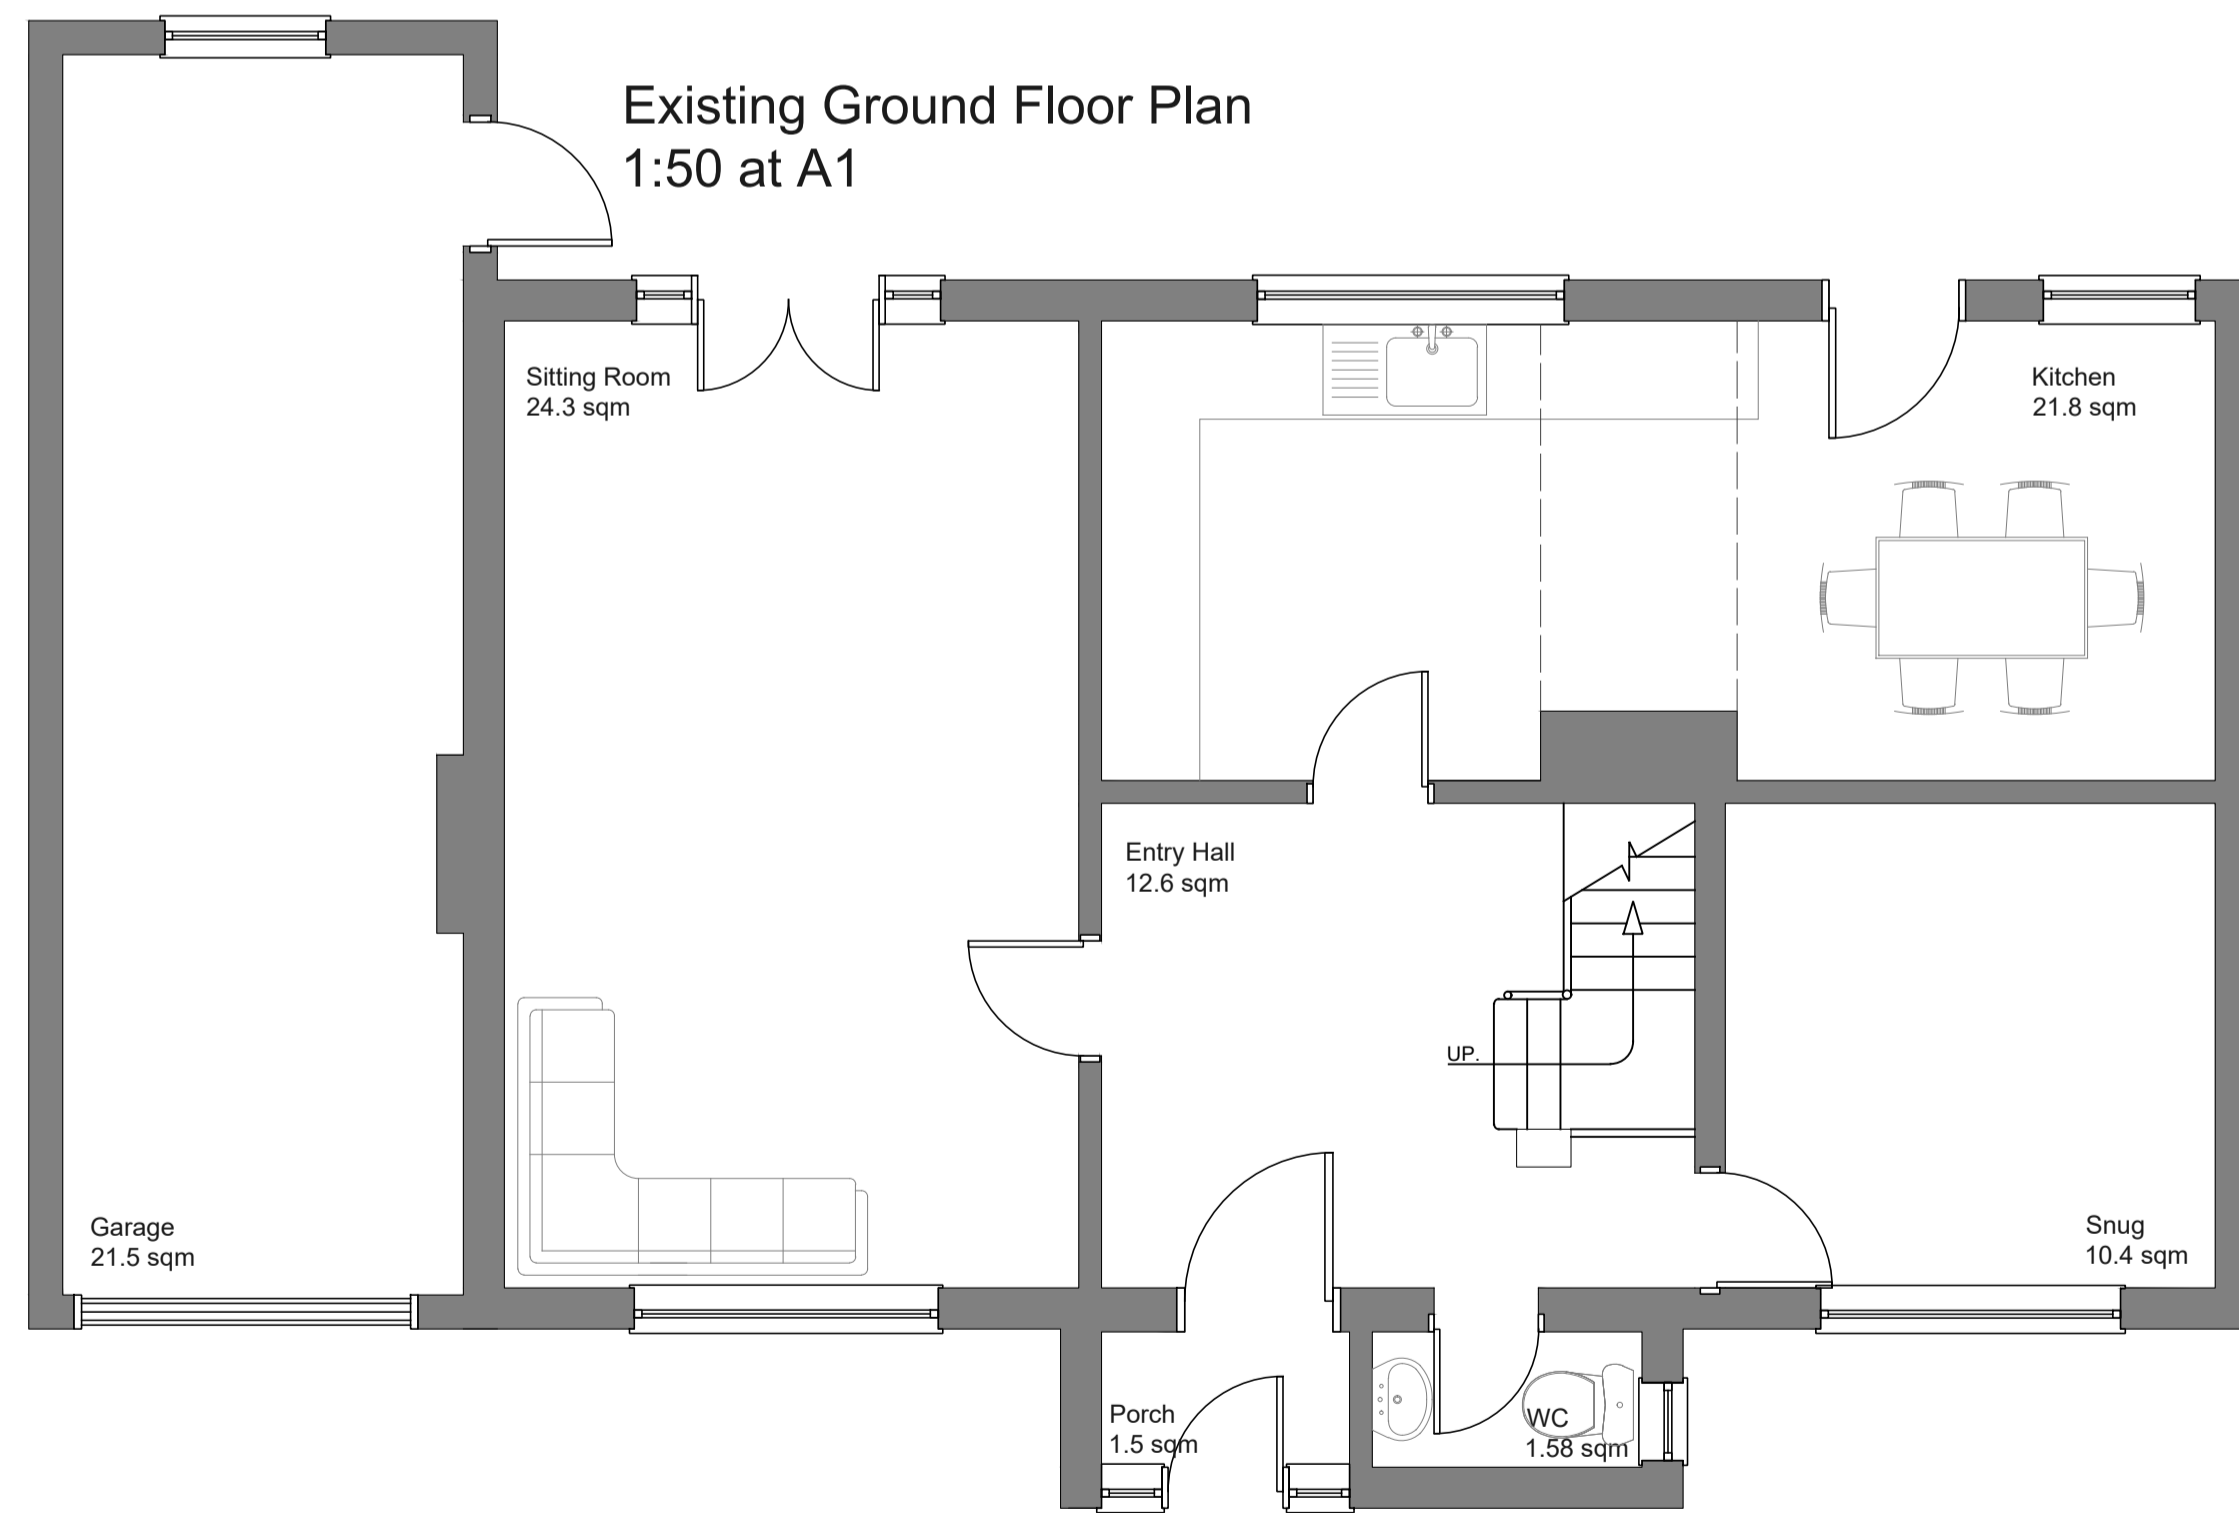 Existing Ground Floor Plan
1:50 at A1
Sitting Room
24.3 sqm
Kitchen
21.8 sqm
Entry Hall
12.6 sqm
UP.
Garage
21.5 sqm
Snug
10.4 sqm
Porch
1.5 sqm
WC
1.58 sqm